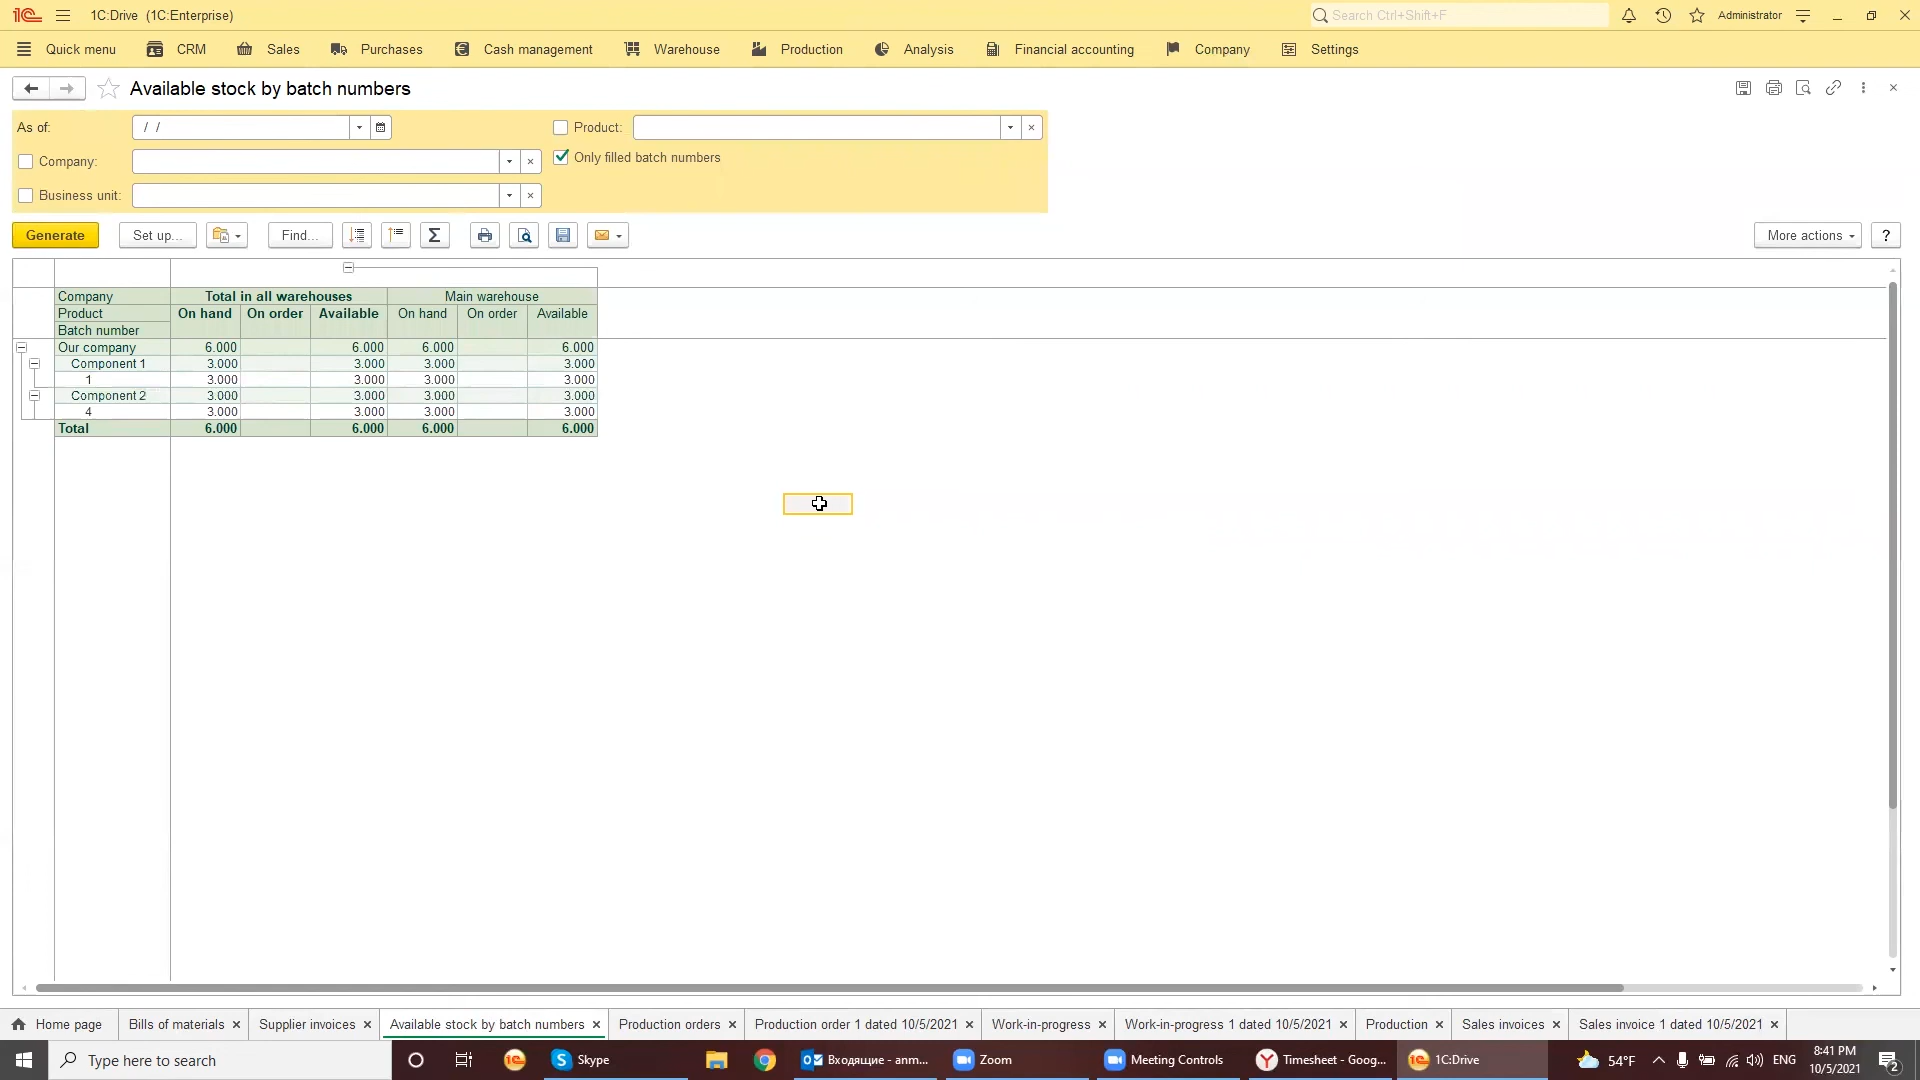 1C:Drive (1C:Enterprise)
Search Ctrl+Shift+F
Administrator
Quick menu CRM Sales Purchases Cash management Warehouse Production Analysis Financial accounting Company Settings
Available stock by batch numbers
As of: / / Product:
Company: Only filled batch numbers
Business unit:
Generate Set up... Find... More actions ?
Company Total in all warehouses Main warehouse
Product On hand On order Available On hand On order Available
Batch number
Our company 6.000 6.000 6.000 6.000
Component 1 3.000 3.000 3.000 3.000
1 3.000 3.000 3.000 3.000
Component 2 3.000 3.000 3.000 3.000
4 3.000 3.000 3.000 3.000
Total 6.000 6.000 6.000 6.000
Home page Bills of materials Supplier invoices Available stock by batch numbers Production orders Production order 1 dated 10/5/2021 Work-in-progress Work-in-progress 1 dated 10/5/2021 Production Sales invoices Sales invoice 1 dated 10/5/2021
Type here to search Skype Входящие - anm... Zoom Meeting Controls Timesheet - Goog... 1C:Drive 54°F ENG 8:41 PM
10/5/2021 2